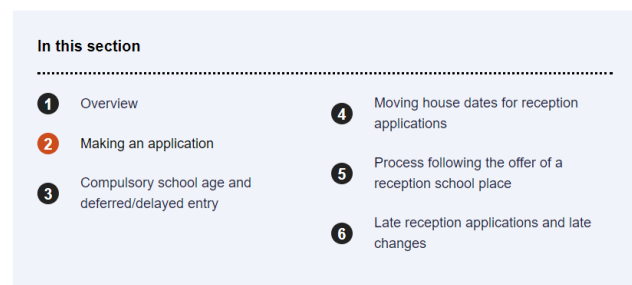 In this section
1 Overview
2 Making an application
3 Compulsory school age and
deferred/delayed entry
4 Moving house dates for reception
applications
5 Process following the offer of a
reception school place
6 Late reception applications and late
changes